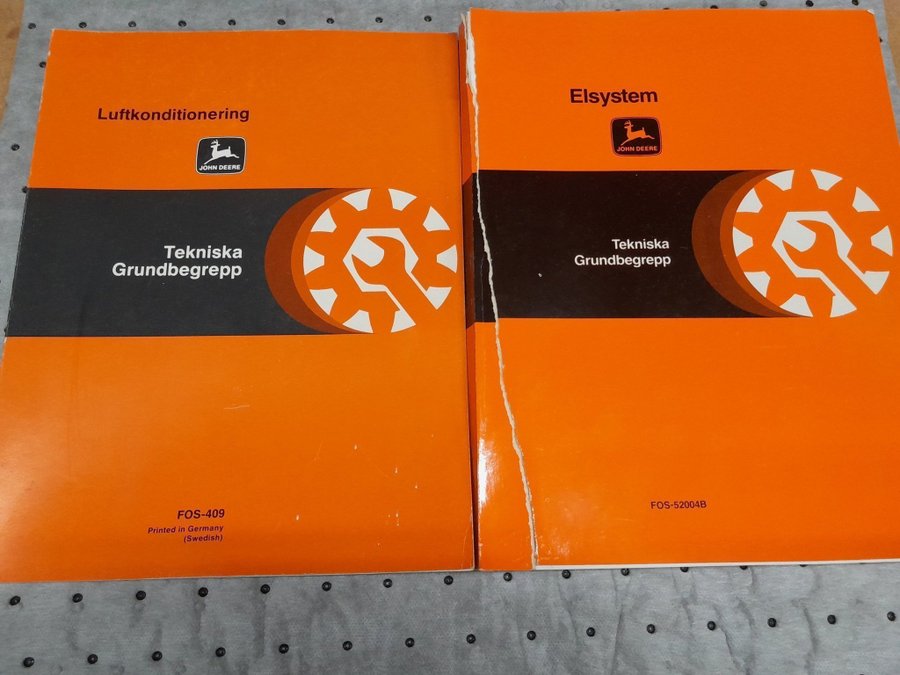 Luftkonditionering
JOHN DEERE
Tekniska
Grundbegrepp
FOS-409
Printed in Germany
(Swedish)
Elsystem
JOHN DEERE
Tekniska
Grundbegrepp
FOS-52004B